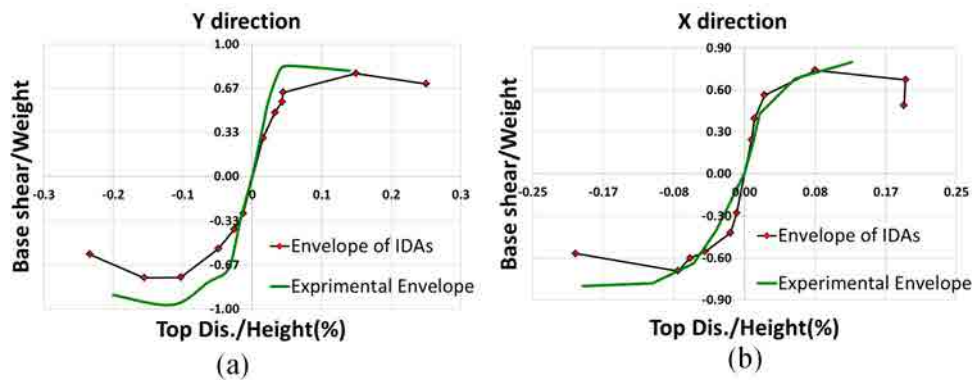 (a)
Y direction
1.00
0.67
0.33
0.00
-0.3 -0.2 -0.1 0 0.1 0.2 0.3
-0.33
-0.67
-1.00
Base shear/Weight
Envelope of IDAs
Exprimental Envelope
Top Dis./Height(%)
(a)
(b)
X direction
0.90
0.60
0.30
0.00
-0.25 -0.17 -0.08 0.00 0.08 0.17 0.25
-0.30
-0.60
-0.90
Base shear/Weight
Envelope of IDAs
Experimental Envelope
Top Dis./Height(%)
(b)